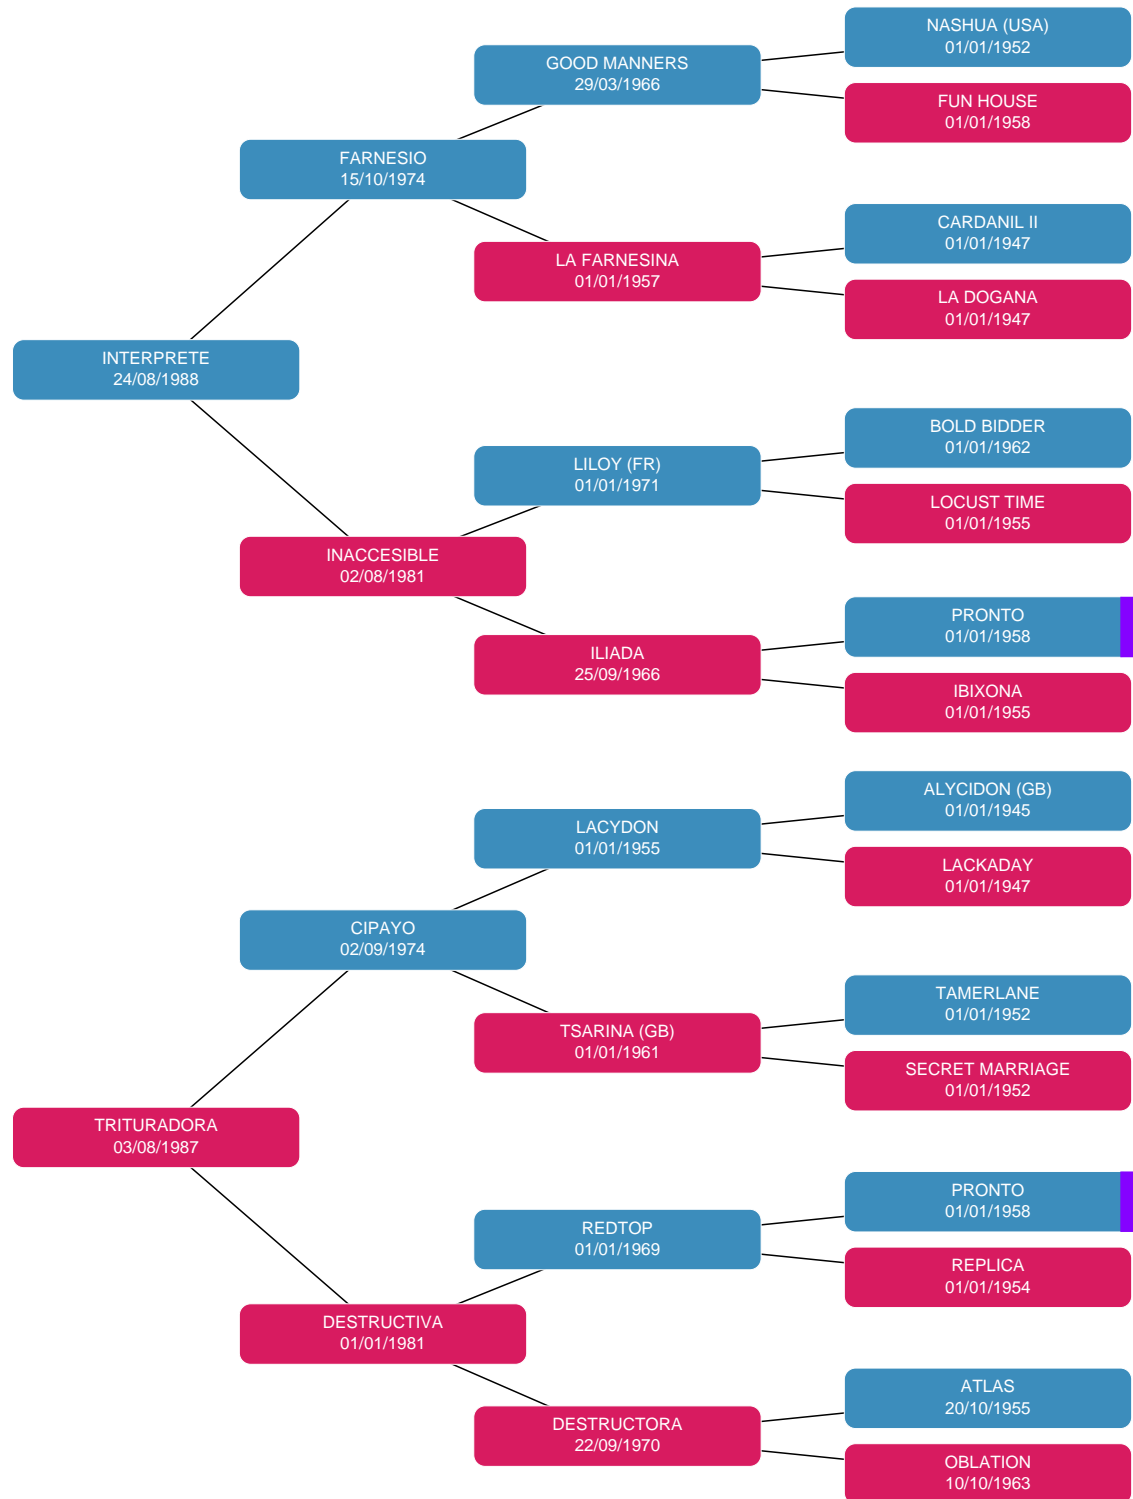 NASHUA (USA)
01/01/1952
GOOD MANNERS
29/03/1966
FUN HOUSE
01/01/1958
FARNESIO
15/10/1974
CARDANIL II
01/01/1947
LA FARNESINA
01/01/1957
LA DOGANA
01/01/1947
INTERPRETE
24/08/1988
BOLD BIDDER
01/01/1962
LILOY (FR)
01/01/1971
LOCUST TIME
01/01/1955
INACCESIBLE
02/08/1981
PRONTO
01/01/1958
ILIADA
25/09/1966
IBIXONA
01/01/1955
ALYCIDON (GB)
01/01/1945
LACYDON
01/01/1955
LACKADAY
01/01/1947
CIPAYO
02/09/1974
TAMERLANE
01/01/1952
TSARINA (GB)
01/01/1961
SECRET MARRIAGE
01/01/1952
TRITURADORA
03/08/1987
PRONTO
01/01/1958
REDTOP
01/01/1969
REPLICA
01/01/1954
DESTRUCTIVA
01/01/1981
ATLAS
20/10/1955
DESTRUCTORA
22/09/1970
OBLATION
10/10/1963